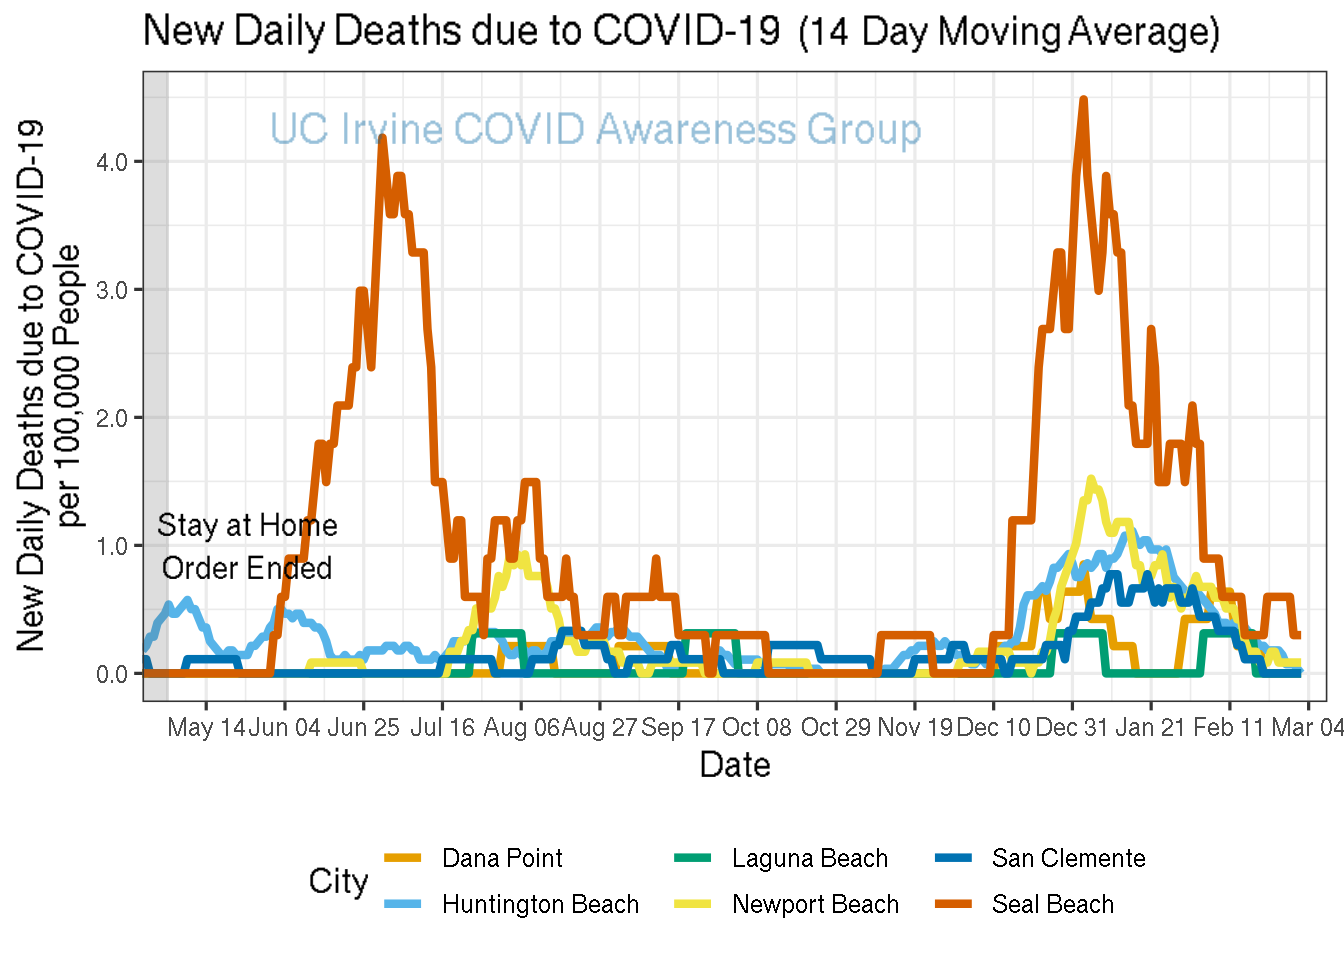 New Daily Deaths due to COVID-19 (14 Day Moving Average)
UC Irvine COVID Awareness Group
New Daily Deaths due to COVID-19
per 100,000 People
4.0
3.0
2.0
1.0
0.0
Stay at Home
Order Ended
May 14 Jun 04 Jun 25 Jul 16 Aug 06 Aug 27 Sep 17 Oct 08 Oct 29 Nov 19 Dec 10 Dec 31 Jan 21 Feb 11 Mar 04
Date
City
Dana Point Laguna Beach San Clemente
Huntington Beach Newport Beach Seal Beach